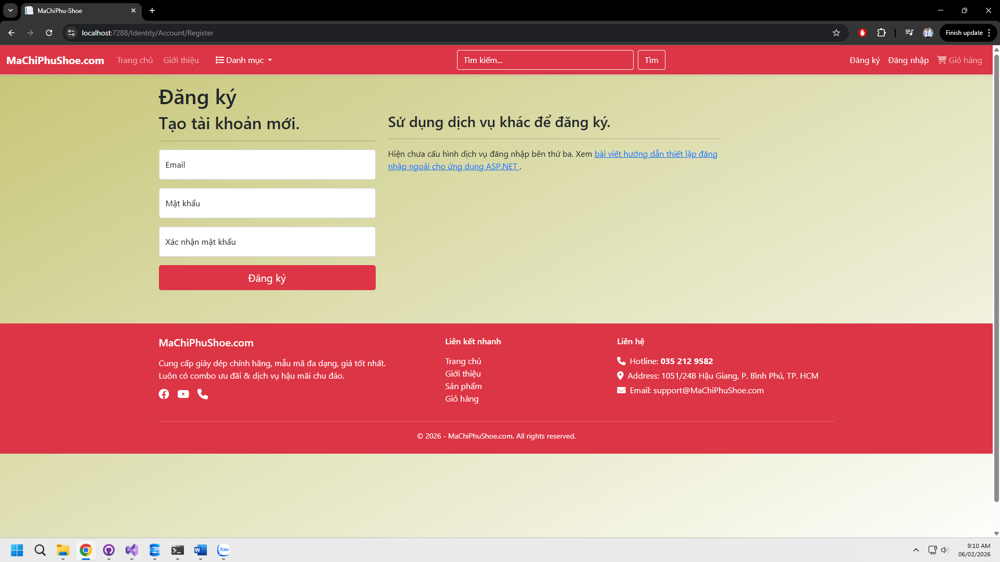 MaChiPhu-Shoe
localhost:7288/Identity/Account/Register
Finish update
MaChiPhuShoe.com
Trang chủ
Giới thiệu
Danh mục
Tìm kiếm...
Tìm
Đăng ký
Đăng nhập
Giỏ hàng
Đăng ký
Tạo tài khoản mới.
Email
Mật khẩu
Xác nhận mật khẩu
Đăng ký
Sử dụng dịch vụ khác để đăng ký.
Hiện chưa cấu hình dịch vụ đăng nhập bên thứ ba. Xem bài viết hướng dẫn thiết lập đăng
nhập ngoài cho ứng dụng ASP.NET .
MaChiPhuShoe.com
Cung cấp giày dép chính hãng, mẫu mã đa dạng, giá tốt nhất.
Luôn có combo ưu đãi & dịch vụ hậu mãi chu đáo.
Liên kết nhanh
Trang chủ
Giới thiệu
Sản phẩm
Giỏ hàng
Liên hệ
Hotline: 035 212 9582
Address: 1051/24B Hậu Giang, P. Bình Phú, TP. HCM
Email: support@MaChiPhuShoe.com
© 2026 - MaChiPhuShoe.com. All rights reserved.
Zalo
9:10 AM
06/02/2026